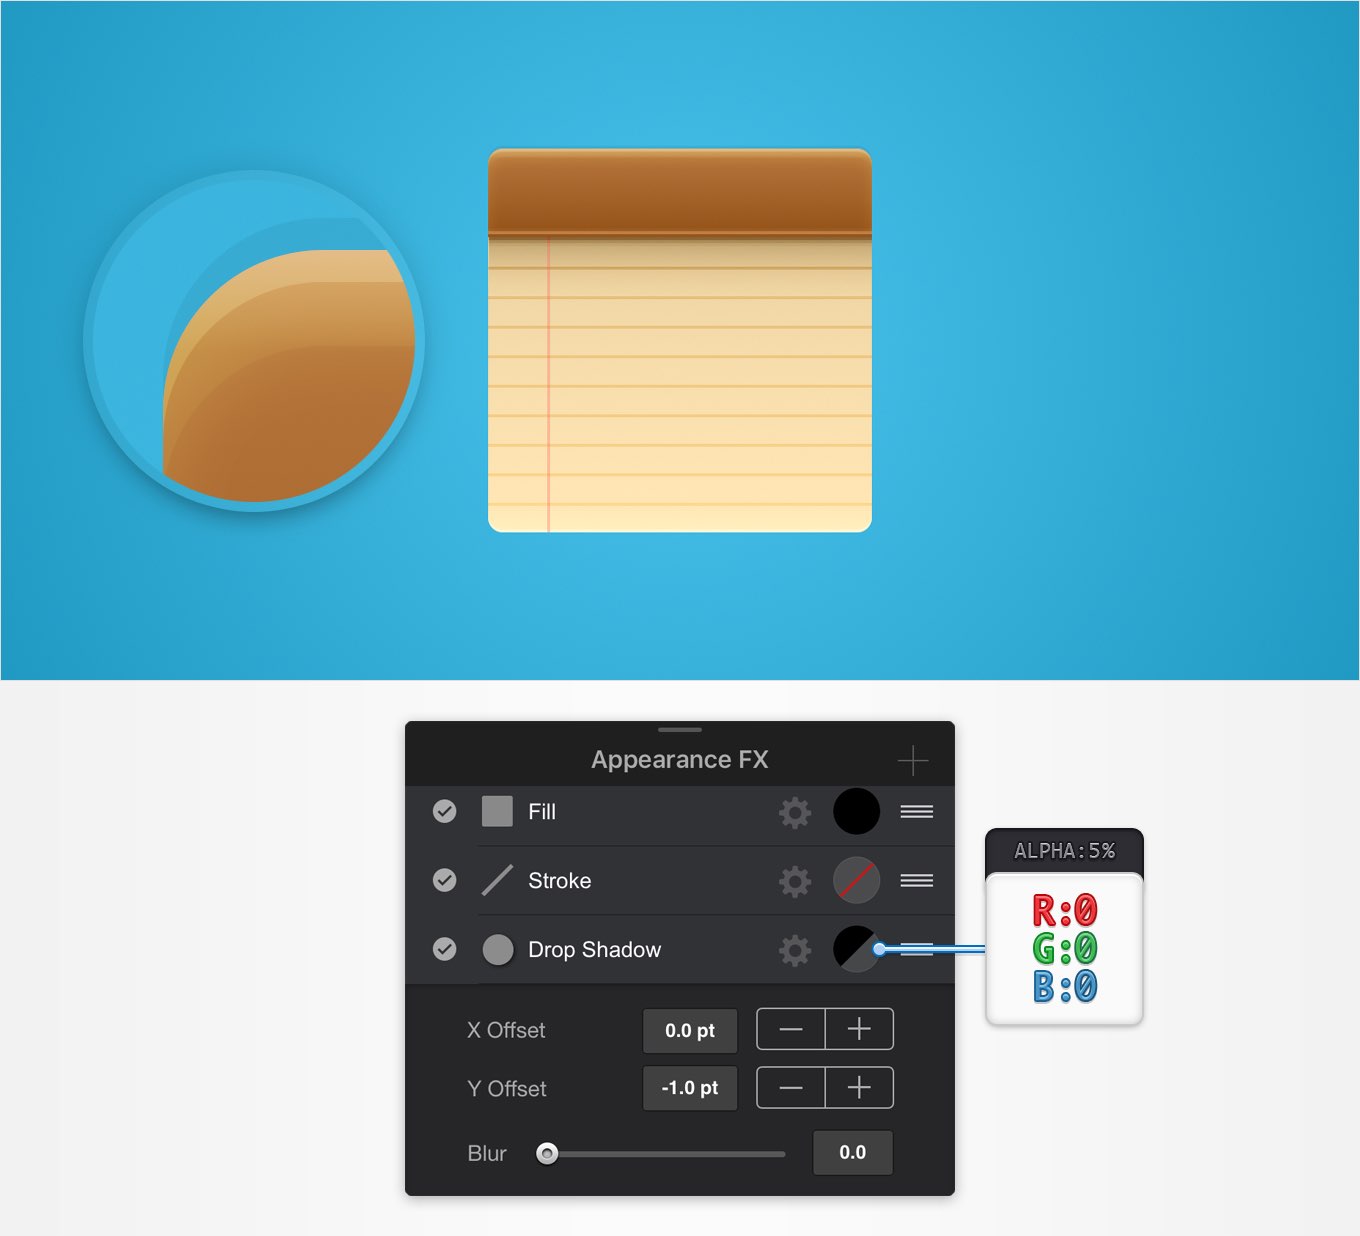 Appearance FX
Fill
Stroke
Drop Shadow
ALPHA:5%
R:0
G:0
B:0
X Offset 0.0 pt
Y Offset -1.0 pt
Blur 0.0